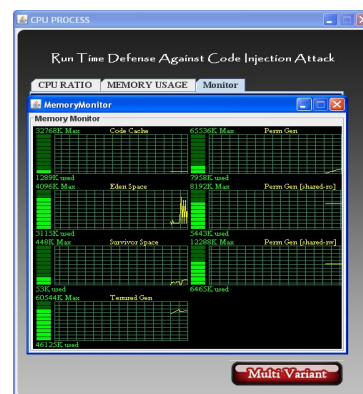 CPU PROCESS
Run Time Defense Against Code Injection Attack
CPU RATIO MEMORY USAGE Monitor
MemoryMonitor
Memory Monitor
32768K Max Code Cache 65536K Max Perm Gen
1289K used 7958K used
4096K Max Eden Space 8192K Max Perm Gen [shared-ro]
3115K used 5443K used
448K Max Survivor Space 12288K Max Perm Gen [shared-rw]
53K used 6465K used
60544K Max Tenured Gen
46125K used
Multi Variant